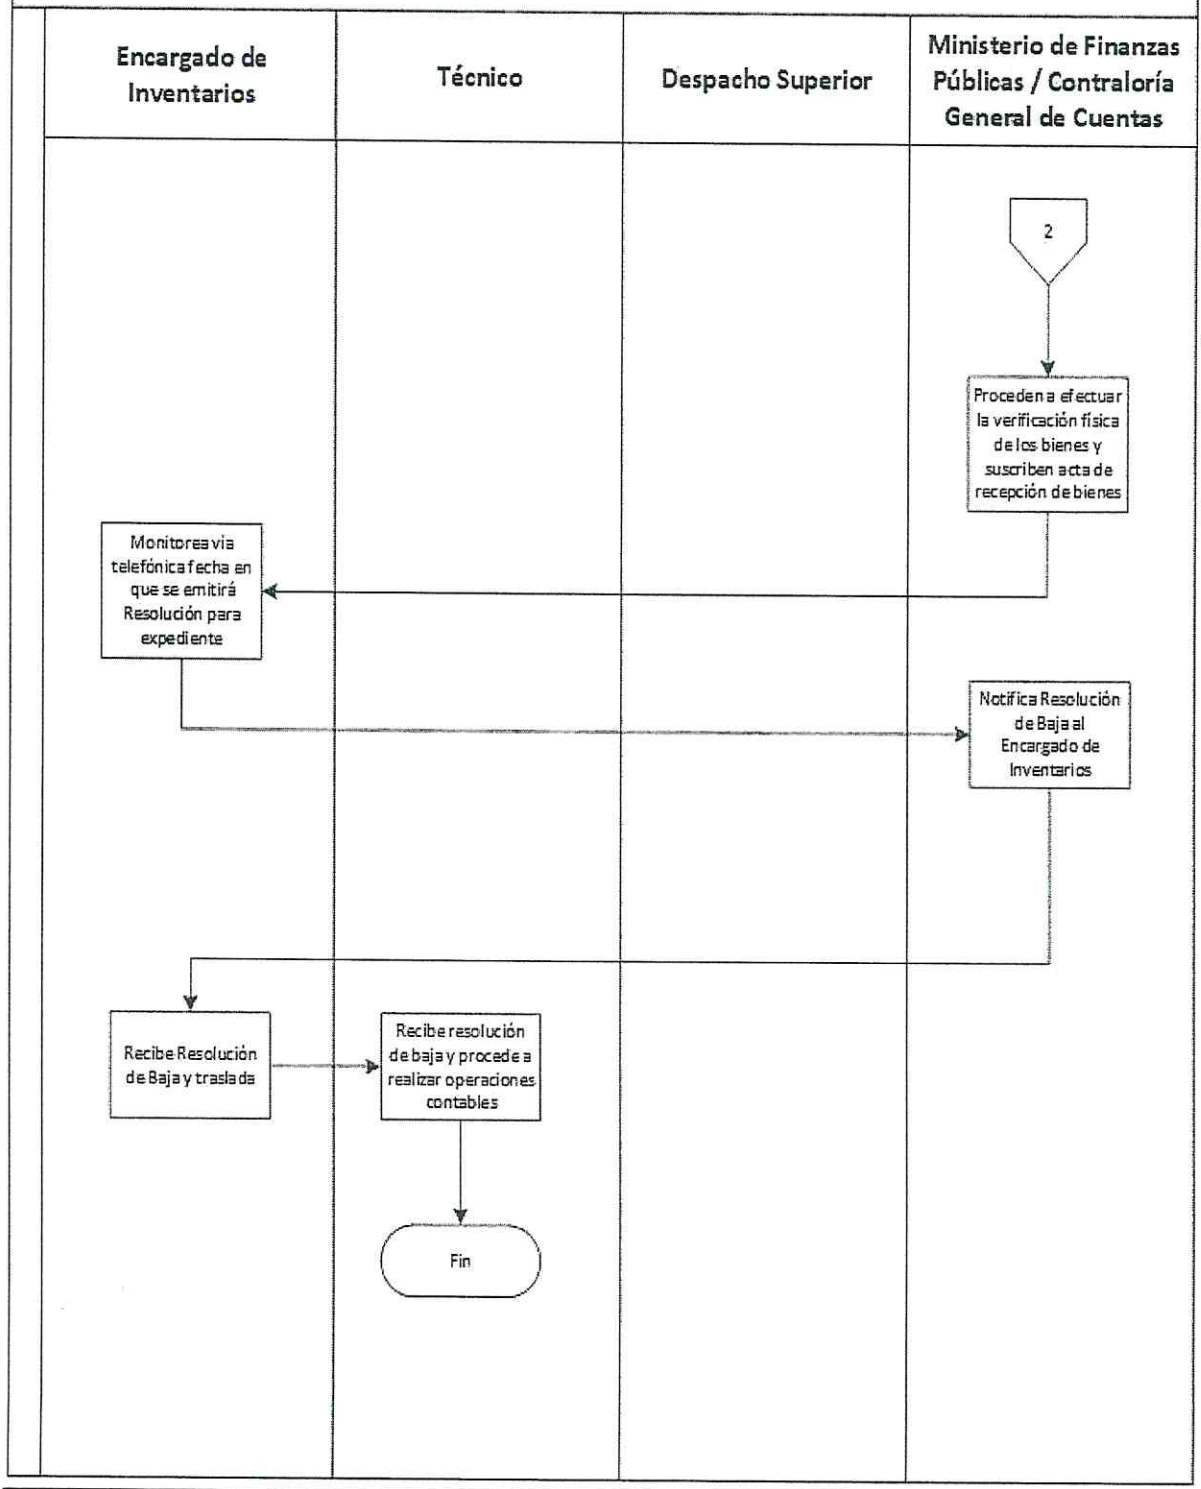 Encargado de
Inventarios
Técnico
Despacho Superior
Ministerio de Finanzas
Públicas / Contraloría
General de Cuentas
2
Proceden a efectuar
la verificación física
de los bienes y
suscriben acta de
recepción de bienes
Monitorea via
telefónica fecha en
que se emitirá
Resolución para
expediente
Notifica Resolución
de Baja al
Encargado de
Inventarios
Recibe Resolución
de Baja y traslada
Recibe resolución
de baja y procede a
realizar operaciones
contables
Fin